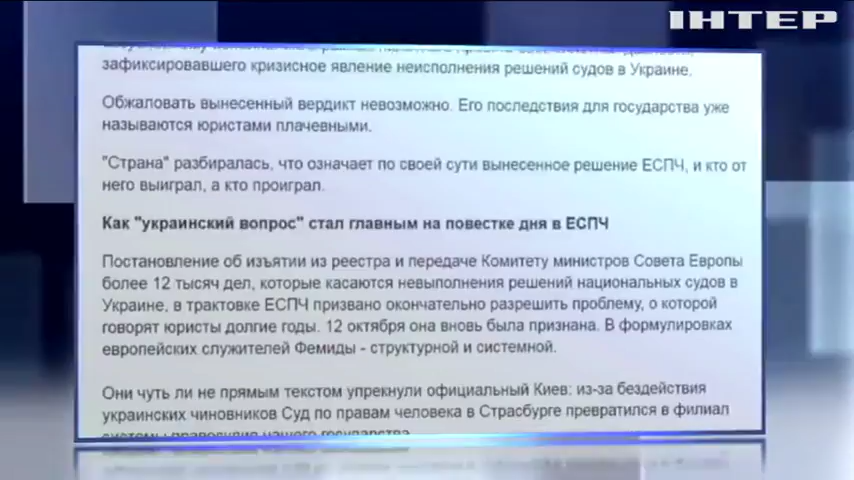 ІНТЕР
зафиксировавшего кризисное явление неисполнения решений судов в Украине.
Обжаловать вынесенный вердикт невозможно. Его последствия для государства уже
называются юристами плачевными.
"Страна" разбиралась, что означает по своей сути вынесенное решение ЕСПЧ, и кто от
него выиграл, а кто проиграл.
Как "украинский вопрос" стал главным на повестке дня в ЕСПЧ
Постановление об изъятии из реестра и передаче Комитету министров Совета Европы
более 12 тысяч дел, которые касаются невыполнения решений национальных судов в
Украине, в трактовке ЕСПЧ призвано окончательно разрешить проблему, о которой
говорят юристы долгие годы. 12 октября она вновь была признана. В формулировках
европейских служителей Фемиды - структурной и системной.
Они чуть ли не прямым текстом упрекнули официальный Киев: из-за бездействия
украинских чиновников Суд по правам человека в Страсбурге превратился в филиал
системы правосудия нашего государства.